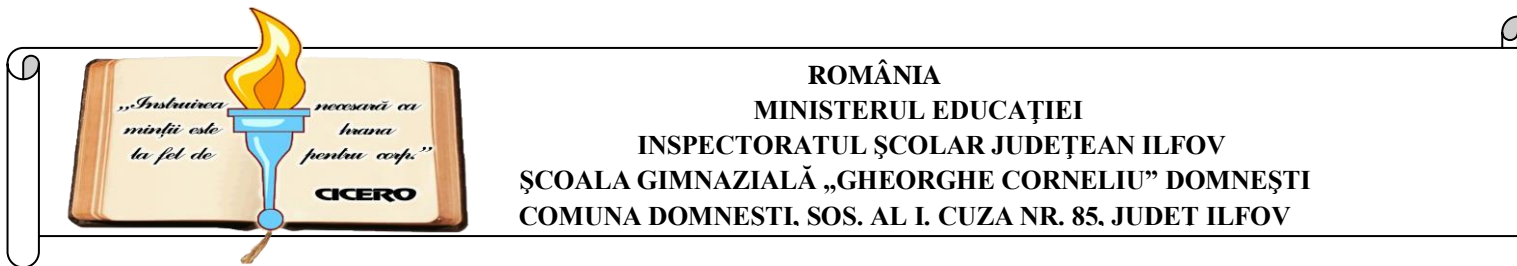 „Instruirea necesară ca
minţii este hrana
la fel de pentru corp.”
CICERO
ROMÂNIA
MINISTERUL EDUCAŢIEI
INSPECTORATUL ŞCOLAR JUDEŢEAN ILFOV
ŞCOALA GIMNAZIALĂ „GHEORGHE CORNELIU” DOMNEŞTI
COMUNA DOMNESTI, SOS. AL I. CUZA NR. 85, JUDET ILFOV